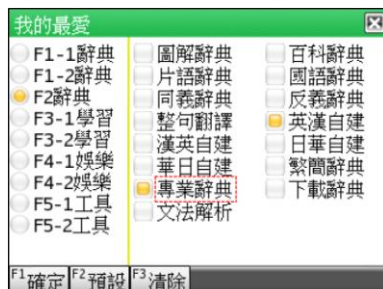 我的最愛
F1-1辭典
F1-2辭典
F2辭典
F3-1學習
F3-2學習
F4-1娛樂
F4-2娛樂
F5-1工具
F5-2工具
圖解辭典
片語辭典
同義辭典
整句翻譯
漢英自建
華日自建
專業辭典
文法解析
百科辭典
國語辭典
反義辭典
英漢自建
日華自建
繁簡辭典
下載辭典
F1確定 F2預設 F3清除